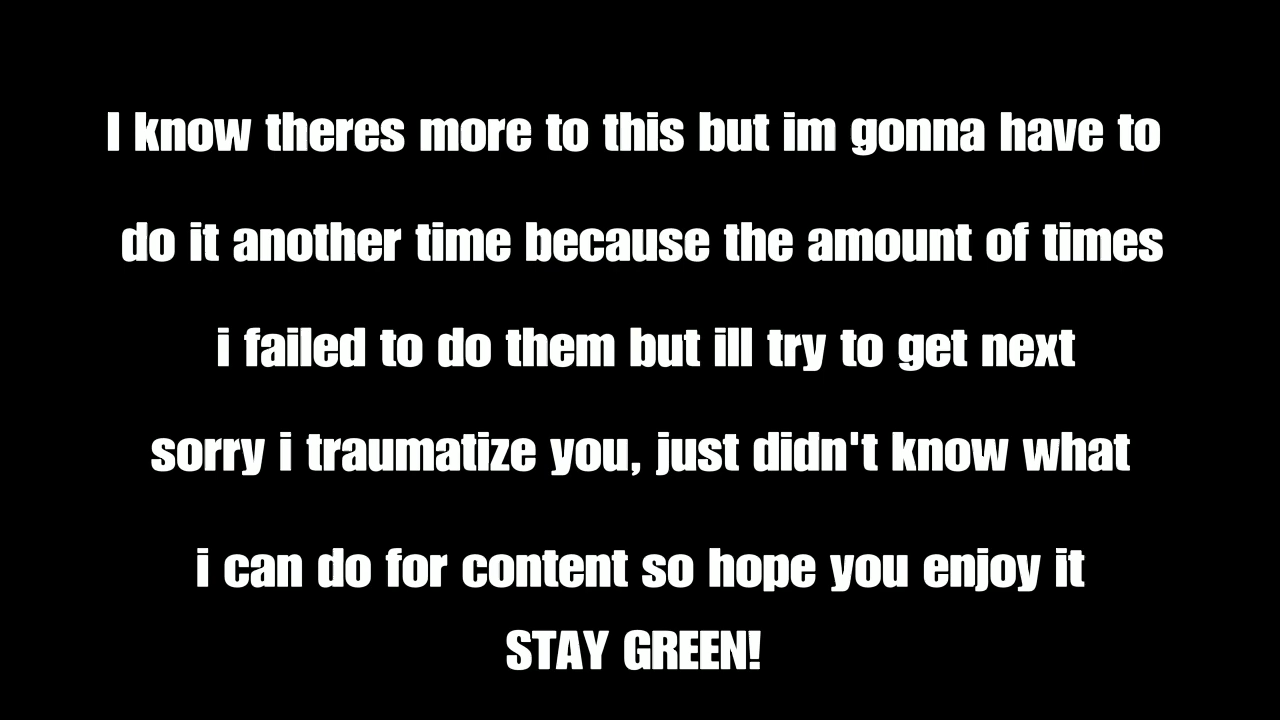 I know theres more to this but im gonna have to
do it another time because the amount of times
i failed to do them but ill try to get next
sorry i traumatize you, just didn't know what
i can do for content so hope you enjoy it
STAY GREEN!